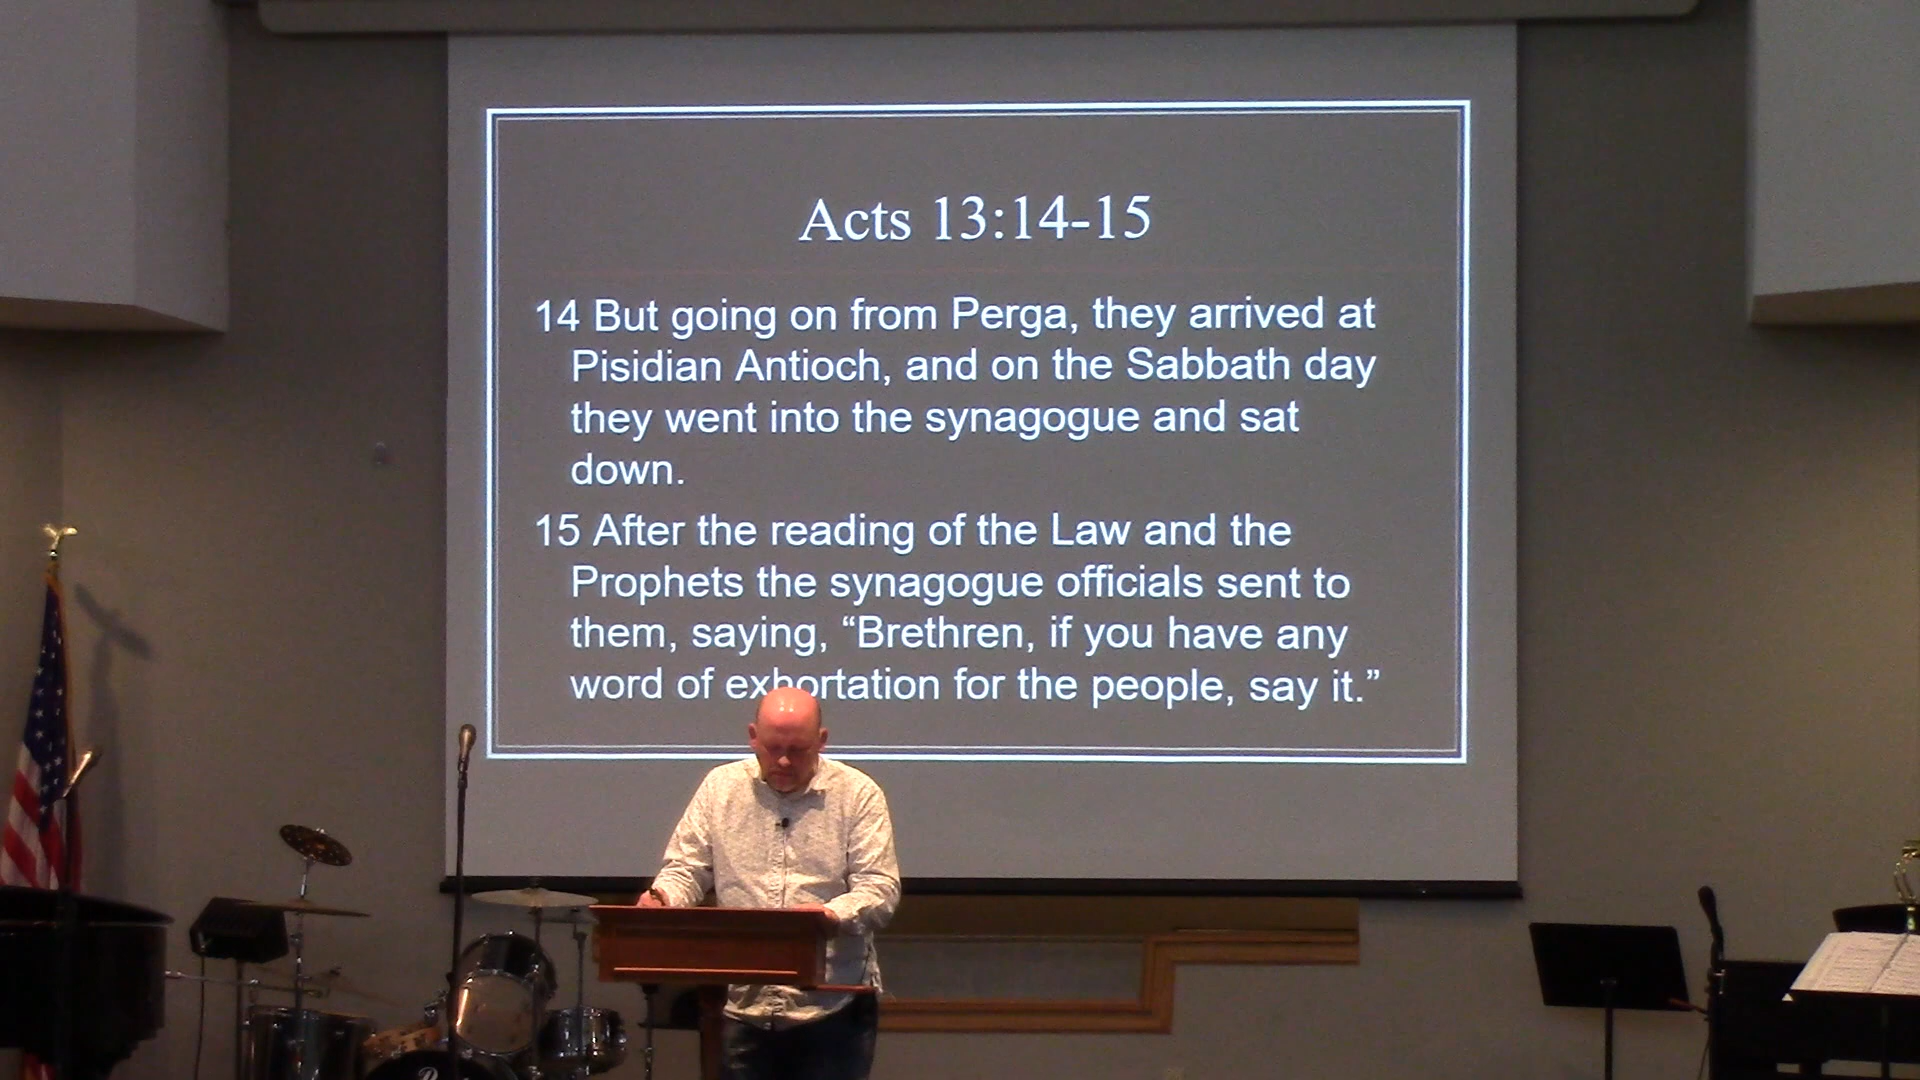 Acts 13:14-15
14 But going on from Perga, they arrived at
Pisidian Antioch, and on the Sabbath day
they went into the synagogue and sat
down.
15 After the reading of the Law and the
Prophets the synagogue officials sent to
them, saying, “Brethren, if you have any
word of exhortation for the people, say it.”